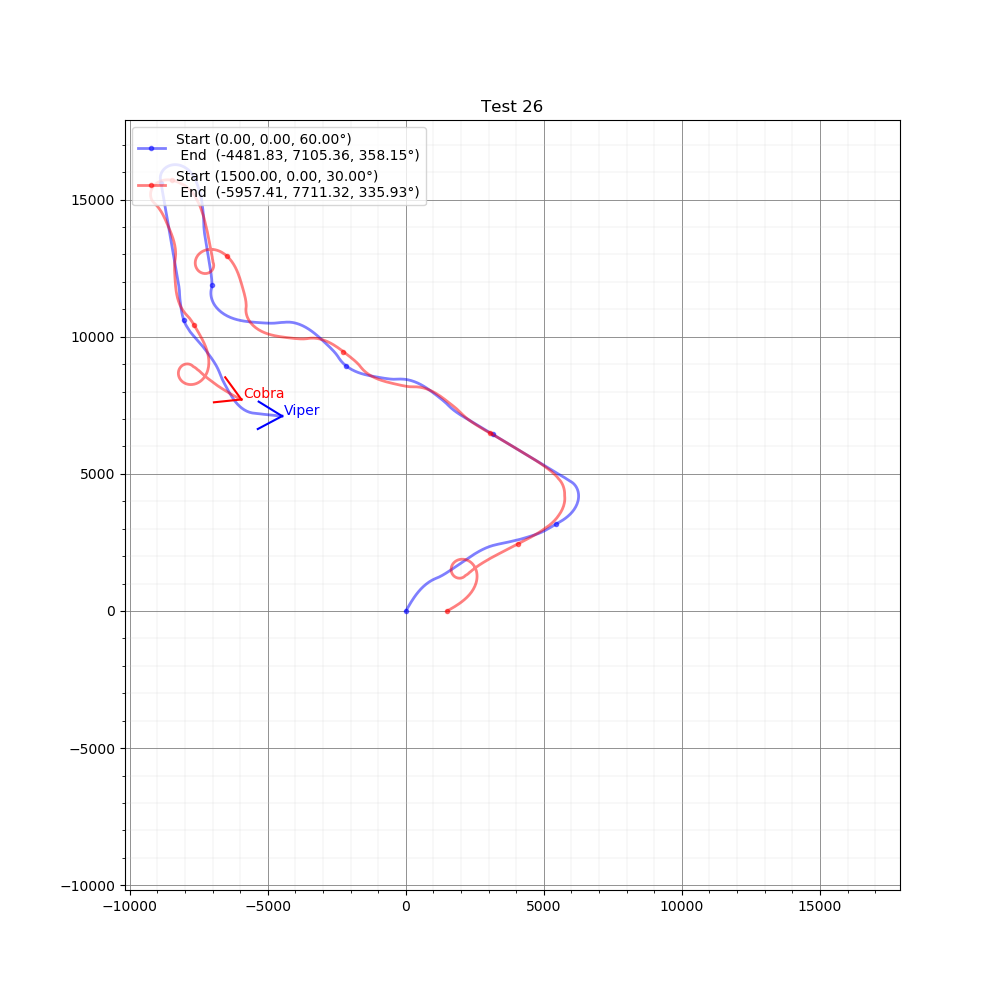 Test 26
Start (0.00, 0.00, 60.00°)
End  (-4481.83, 7105.36, 358.15°)
Start (1500.00, 0.00, 30.00°)
End  (-5957.41, 7711.32, 335.93°)
15000
10000
5000
0
−5000
−10000
Cobra
Viper
−10000
−5000
0
5000
10000
15000